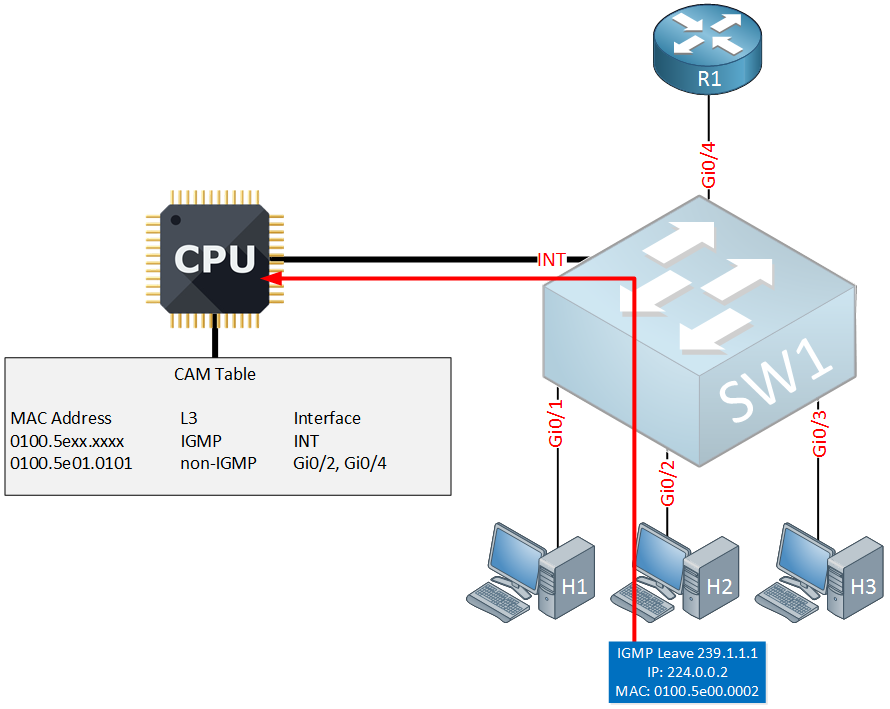 R1
Gi0/4
CPU
INT
SW1
CAM Table
MAC Address L3 Interface
0100.5exx.xxxx IGMP INT
0100.5e01.0101 non-IGMP Gi0/2, Gi0/4
Gi0/1
Gi0/2
Gi0/3
H1
H2
H3
IGMP Leave 239.1.1.1
IP: 224.0.0.2
MAC: 0100.5e00.0002